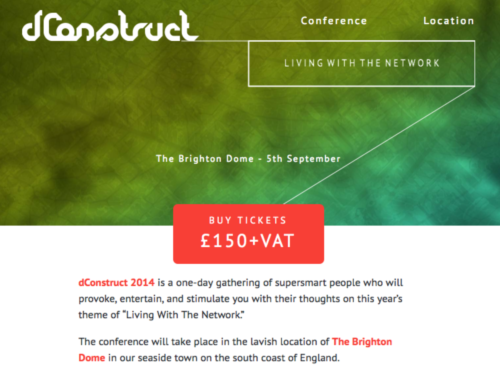 dConstruct
Conference
Location
LIVING WITH THE NETWORK
The Brighton Dome - 5th September
BUY TICKETS
£150+VAT
dConstruct 2014 is a one-day gathering of supersmart people who will
provoke, entertain, and stimulate you with their thoughts on this year's
theme of “Living With The Network.”
The conference will take place in the lavish location of The Brighton
Dome in our seaside town on the south coast of England.